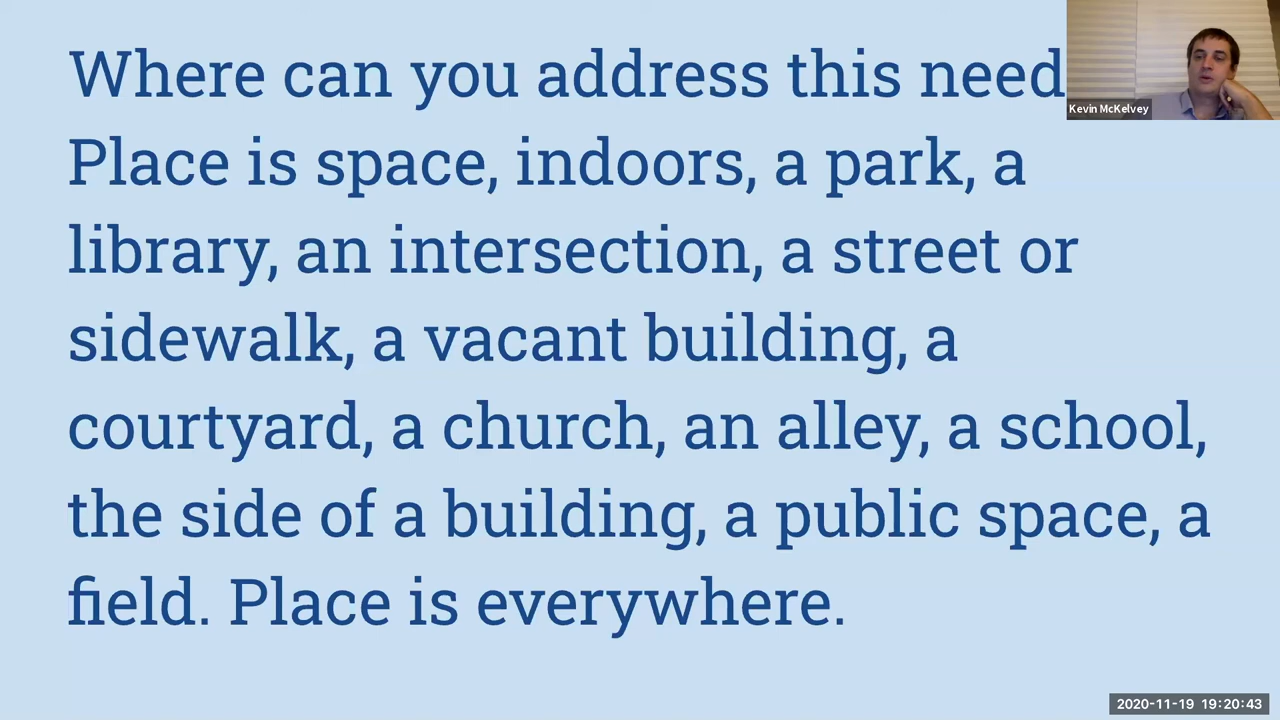 Where can you address this need
Kevin McKelvey
Place is space, indoors, a park, a
library, an intersection, a street or
sidewalk, a vacant building, a
courtyard, a church, an alley, a school,
the side of a building, a public space, a
field. Place is everywhere.
2020-11-19 19:20:43